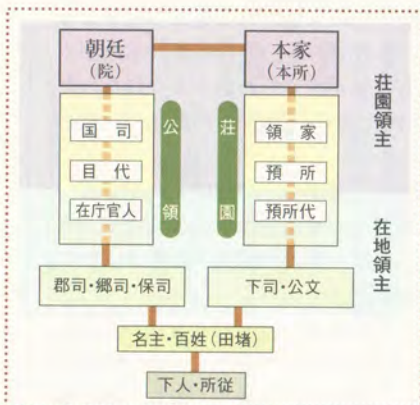 朝廷
(院)
本家
(本所)
荘園領主
国司
目代
在庁官人
公領
荘園
領家
預所
預所代
在地領主
郡司・郷司・保司
下司・公文
名主・百姓(田堵)
下人・所従